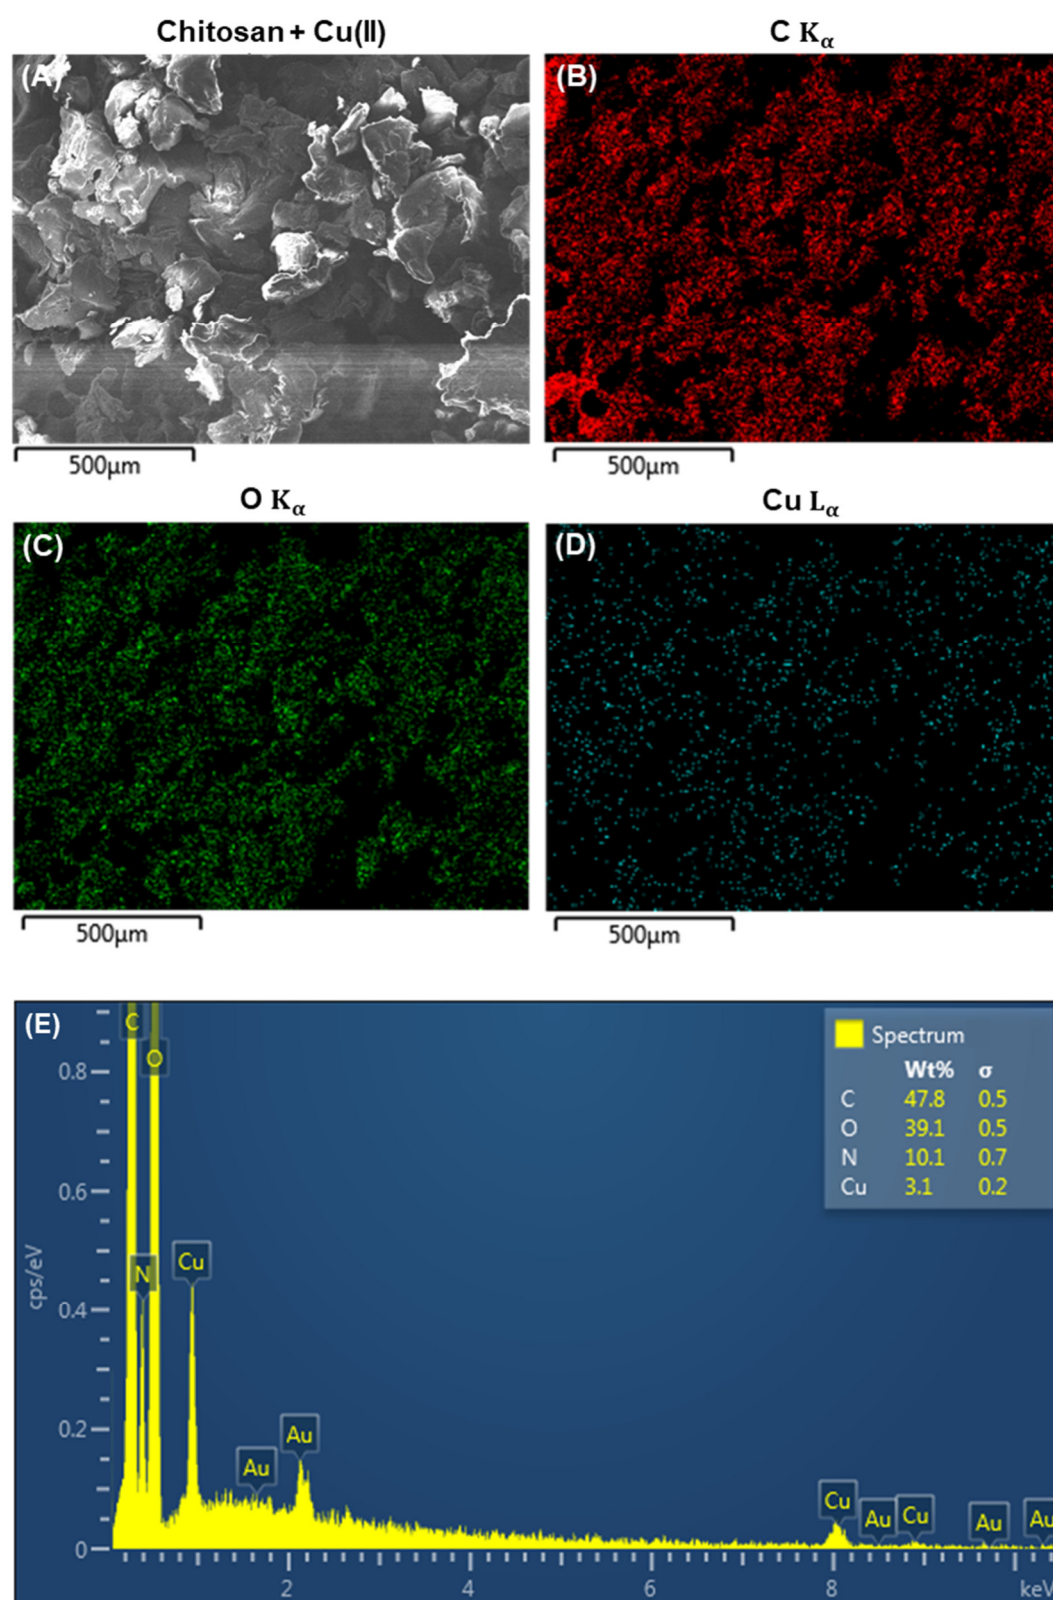 Chitosan + Cu(II)
C Kα
(A)
(B)
500µm
500µm
O Kα
Cu Lα
(C)
(D)
500µm
500µm
(E)
C
O
N
Cu
Au
Au
Cu
Au
Cu
Au
Au
Spectrum
Wt% σ
C 47.8 0.5
O 39.1 0.5
N 10.1 0.7
Cu 3.1 0.2
cps/eV
0.8
0.6
0.4
0.2
0
2 4 6 8 keV